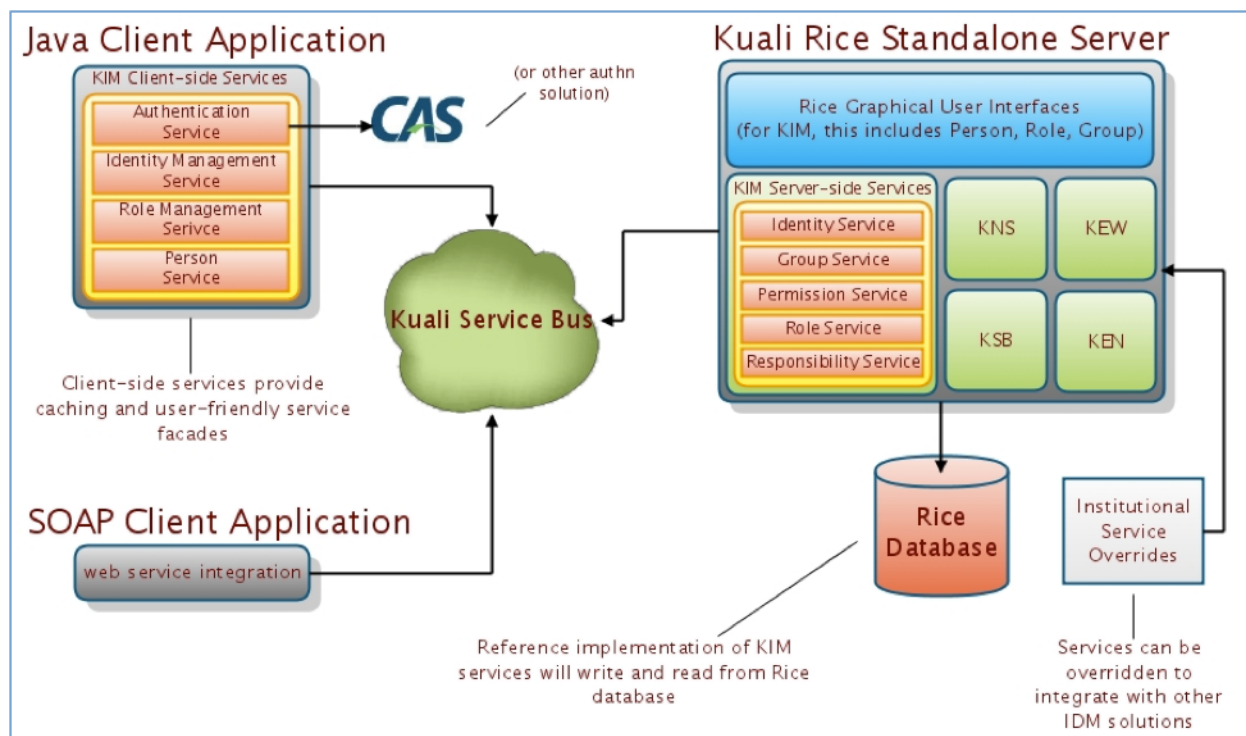 Java Client Application
KIM Client-side Services
Authentication
Service
Identity Management
Service
Role Management
Serivce
Person
Service
CAS
(or other authn
solution)
Client-side services provide
caching and user-friendly service
facades
Kuali Service Bus
SOAP Client Application
web service integration
Kuali Rice Standalone Server
Rice Graphical User Interfaces
(for KIM, this includes Person, Role, Group)
KIM Server-side Services
Identity Service
Group Service
Permission Service
Role Service
Responsibility Service
KNS
KEW
KSB
KEN
Rice
Database
Institutional
Service
Overrides
Reference implementation of KIM
services will write and read from Rice
database
Services can be
overridden to
integrate with other
IDM solutions